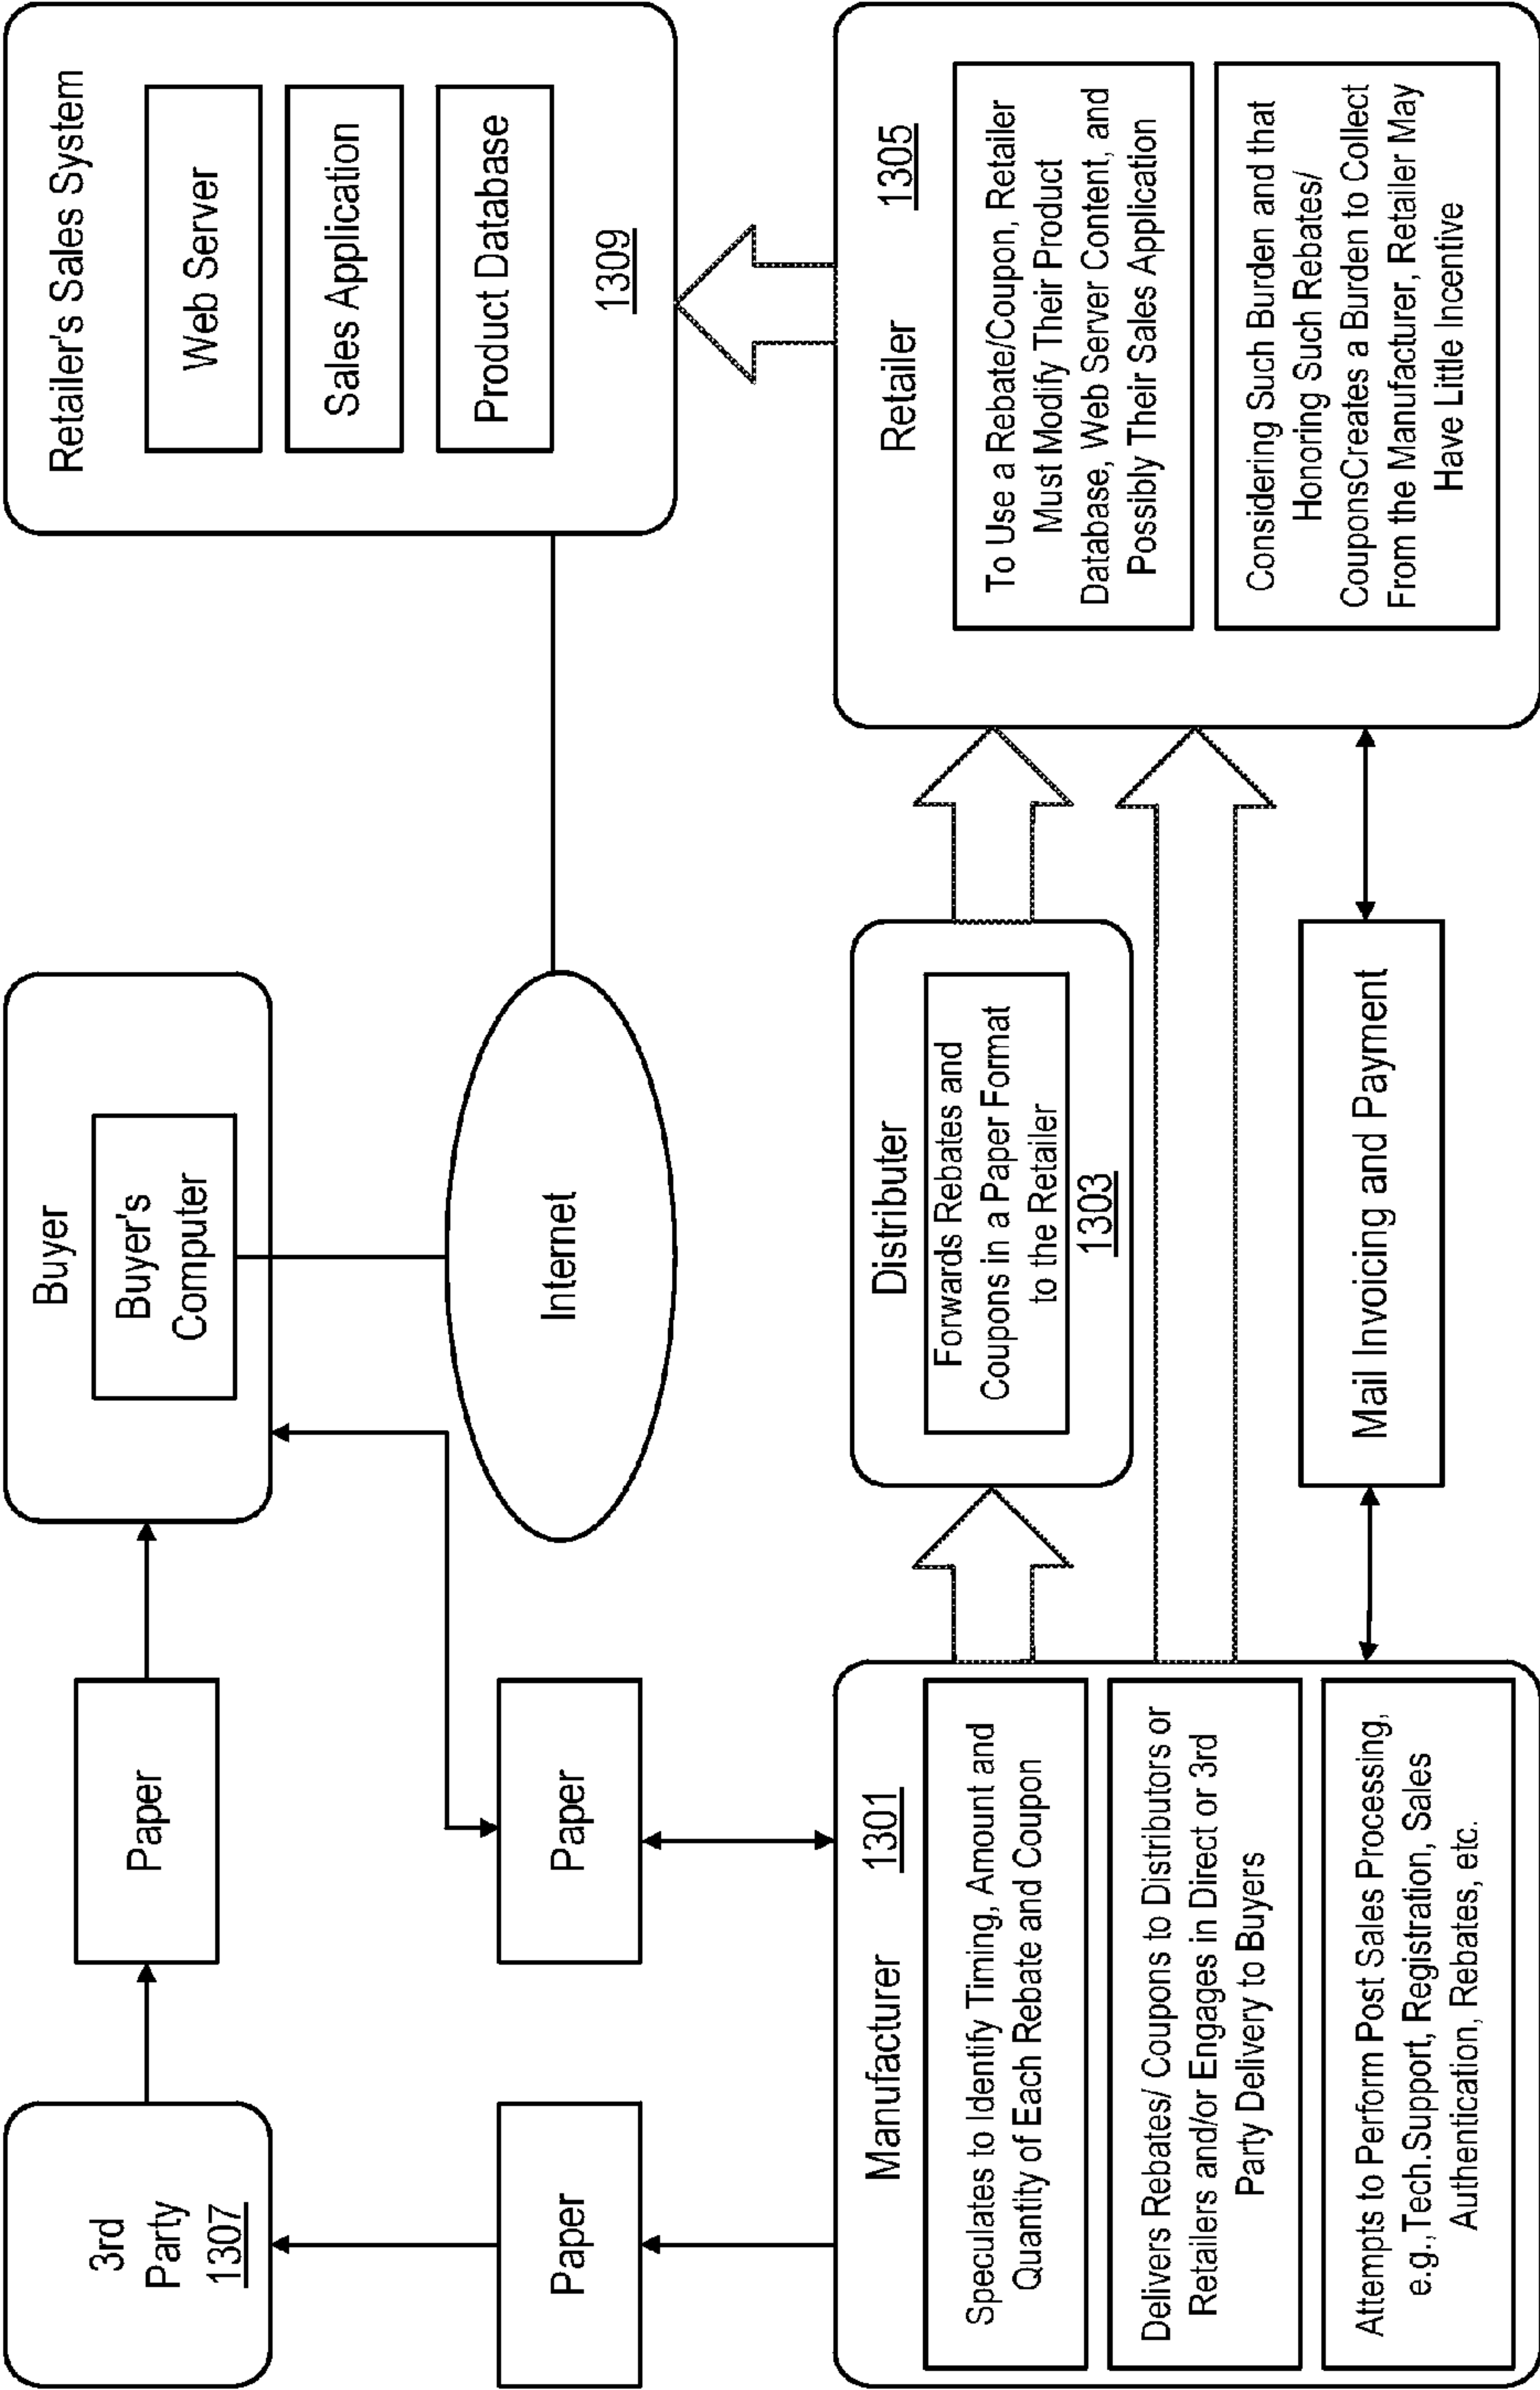 3rd
Party
1307
Paper
Buyer
Buyer's
Computer
Retailer's Sales System
Web Server
Sales Application
Product Database
1309
Paper
Paper
Internet
Manufacturer
1301
Speculates to Identify Timing, Amount and
Quantity of Each Rebate and Coupon
Delivers Rebates/ Coupons to Distributors or
Retailers and/or Engages in Direct or 3rd
Party Delivery to Buyers
Attempts to Perform Post Sales Processing,
e.g.,Tech.Support, Registration, Sales
Authentication, Rebates, etc.
Distributer
Forwards Rebates and
Coupons in a Paper Format
to the Retailer
1303
Mail Invoicing and Payment
Retailer
1305
To Use a Rebate/Coupon, Retailer
Must Modify Their Product
Database, Web Server Content, and
Possibly Their Sales Application
Considering Such Burden and that
Honoring Such Rebates/
CouponsCreates a Burden to Collect
From the Manufacturer, Retailer May
Have Little Incentive